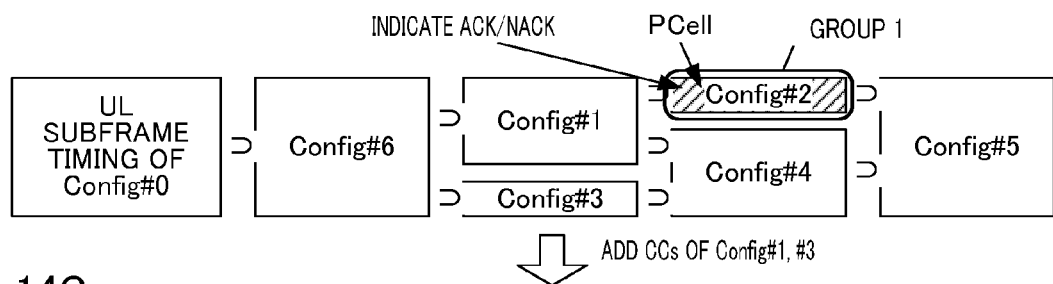 INDICATE ACK/NACK
PCell
GROUP 1
UL
SUBFRAME
TIMING OF
Config#0
⊃
Config#6
⊃
Config#1
⊃
Config#3
⊃
Config#2
⊃
Config#4
⊃
Config#5
ADD CCs OF Config#1, #3